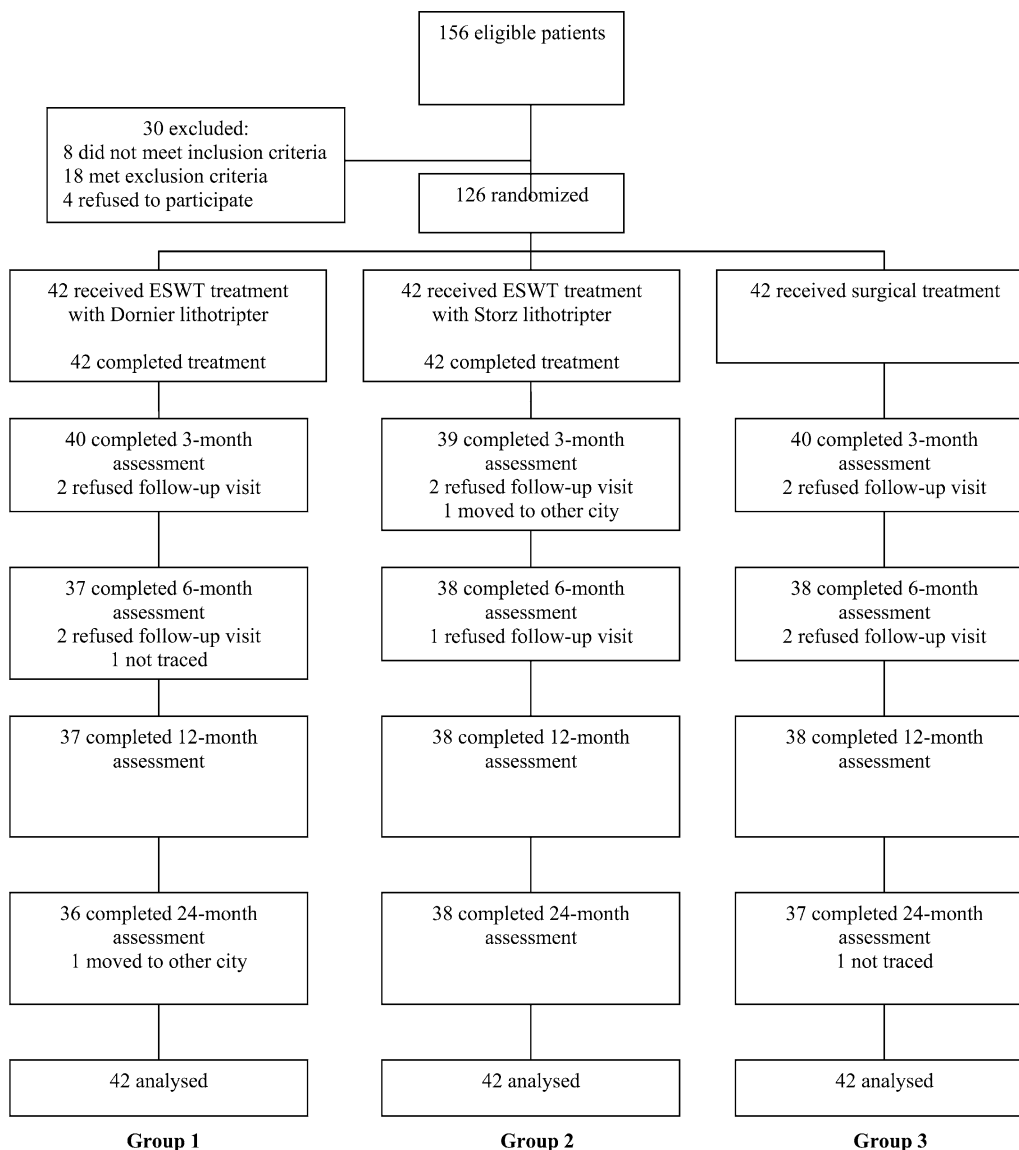 156 eligible patients
30 excluded:
8 did not meet inclusion criteria
18 met exclusion criteria
4 refused to participate
126 randomized
42 received ESWT treatment
with Dornier lithotripter
42 completed treatment
42 received ESWT treatment
with Storz lithotripter
42 completed treatment
42 received surgical treatment
40 completed 3-month
assessment
2 refused follow-up visit
39 completed 3-month
assessment
2 refused follow-up visit
1 moved to other city
40 completed 3-month
assessment
2 refused follow-up visit
37 completed 6-month
assessment
2 refused follow-up visit
1 not traced
38 completed 6-month
assessment
1 refused follow-up visit
38 completed 6-month
assessment
2 refused follow-up visit
37 completed 12-month
assessment
38 completed 12-month
assessment
38 completed 12-month
assessment
36 completed 24-month
assessment
1 moved to other city
38 completed 24-month
assessment
37 completed 24-month
assessment
1 not traced
42 analysed
42 analysed
42 analysed
Group 1
Group 2
Group 3